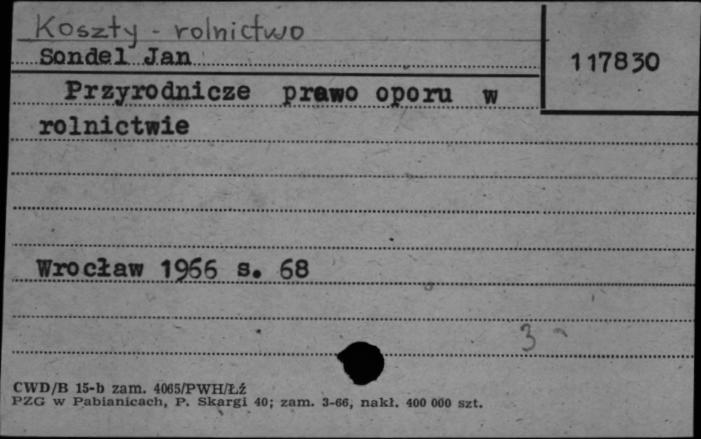 Koszty - rolnictwo
Sondel Jan
117830
Przyrodnicze prawo oporu w
rolnictwie
Wrocław 1966 s. 68
3
CWD/B 15-b zam. 4065/PWH/ŁŹ
PZG w Pabianicach, P. Skargi 40; zam. 3-66, nakł. 400 000 szt.